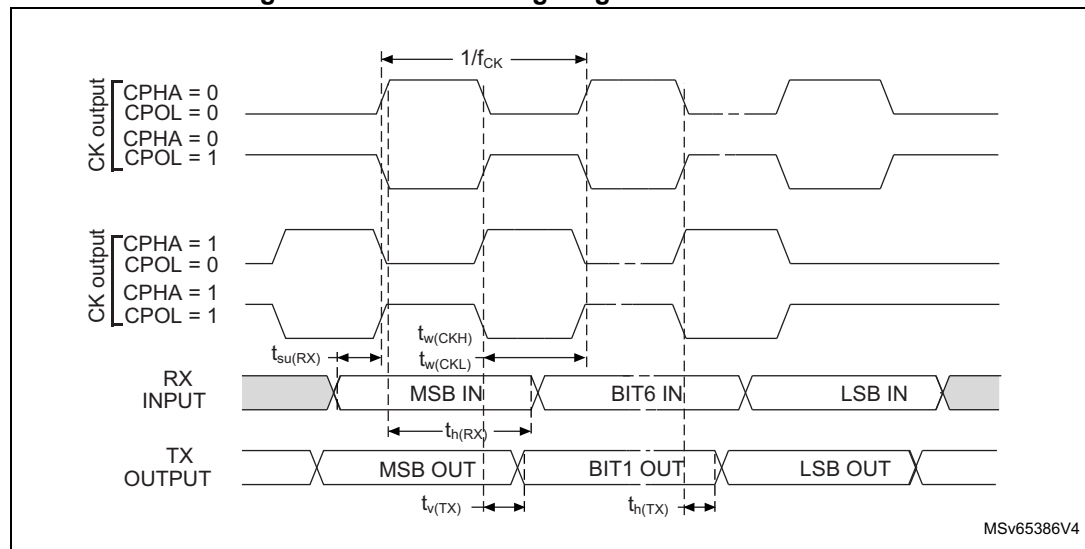 1/fCK
CK output
CPHA = 0
CPOL = 0
CPHA = 0
CPOL = 1
CK output
CPHA = 1
CPOL = 0
CPHA = 1
CPOL = 1
tw(CKH)
tw(CKL)
tsu(RX)
RX
INPUT
MSB IN
BIT6 IN
LSB IN
th(RX)
TX
OUTPUT
MSB OUT
BIT1 OUT
LSB OUT
tv(TX)
th(TX)
MSv65386V4